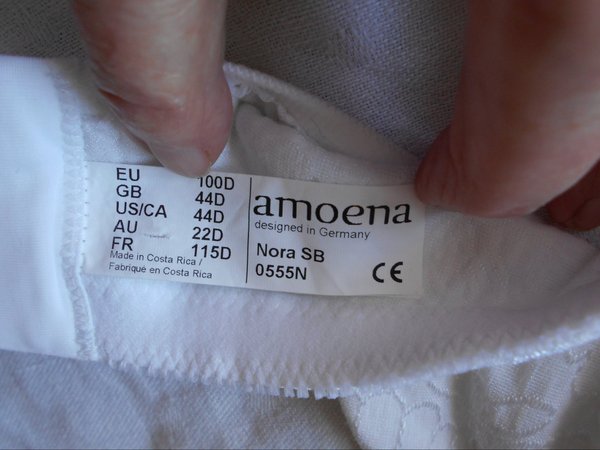 EU 100D
GB 44D
US/CA 44D
AU 22D
FR 115D
Made in Costa Rica /
Fabriqué en Costa Rica
amoena
designed in Germany
Nora SB
0555N CE